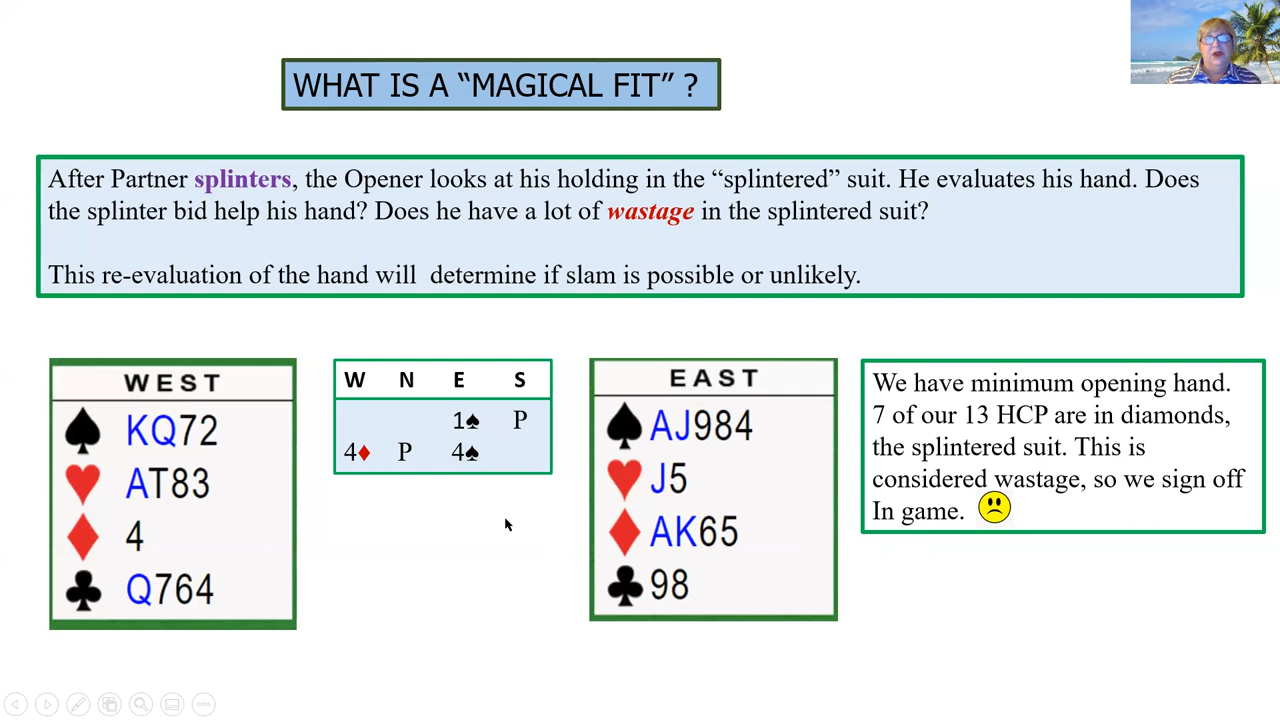 WHAT IS A “MAGICAL FIT” ?
After Partner splinters, the Opener looks at his holding in the “splintered” suit. He evaluates his hand. Does
the splinter bid help his hand? Does he have a lot of wastage in the splintered suit?
This re-evaluation of the hand will determine if slam is possible or unlikely.
WEST
♠ KQ72
♥ AT83
♦ 4
♣ Q764
W N E S
1♠ P
4♦ P 4♠
EAST
♠ AJ984
♥ J5
♦ AK65
♣ 98
We have minimum opening hand.
7 of our 13 HCP are in diamonds,
the splintered suit. This is
considered wastage, so we sign off
In game.